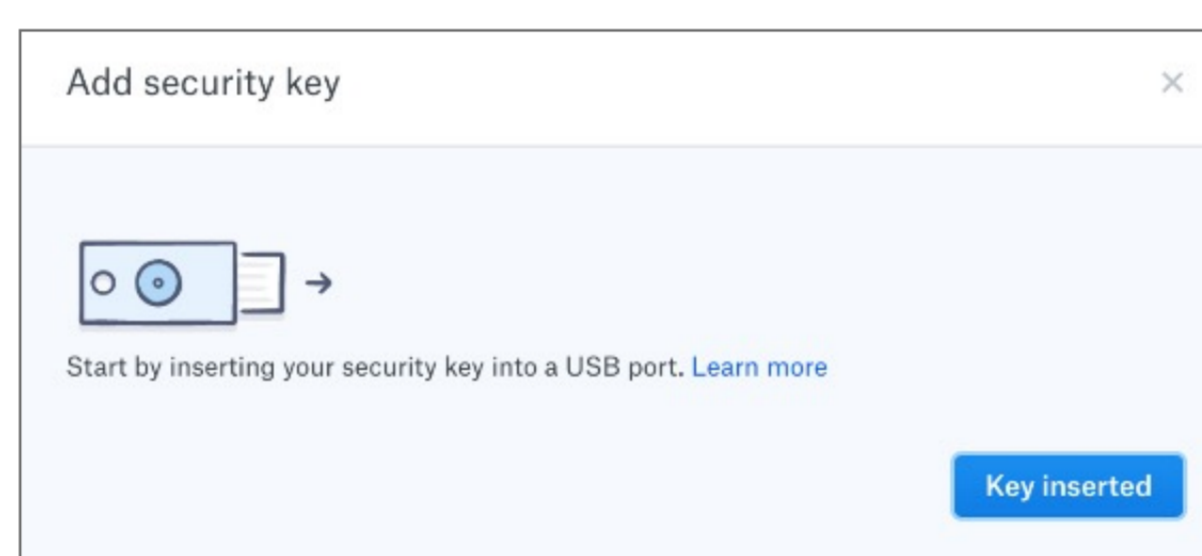 Add security key
Start by inserting your security key into a USB port. Learn more
Key inserted